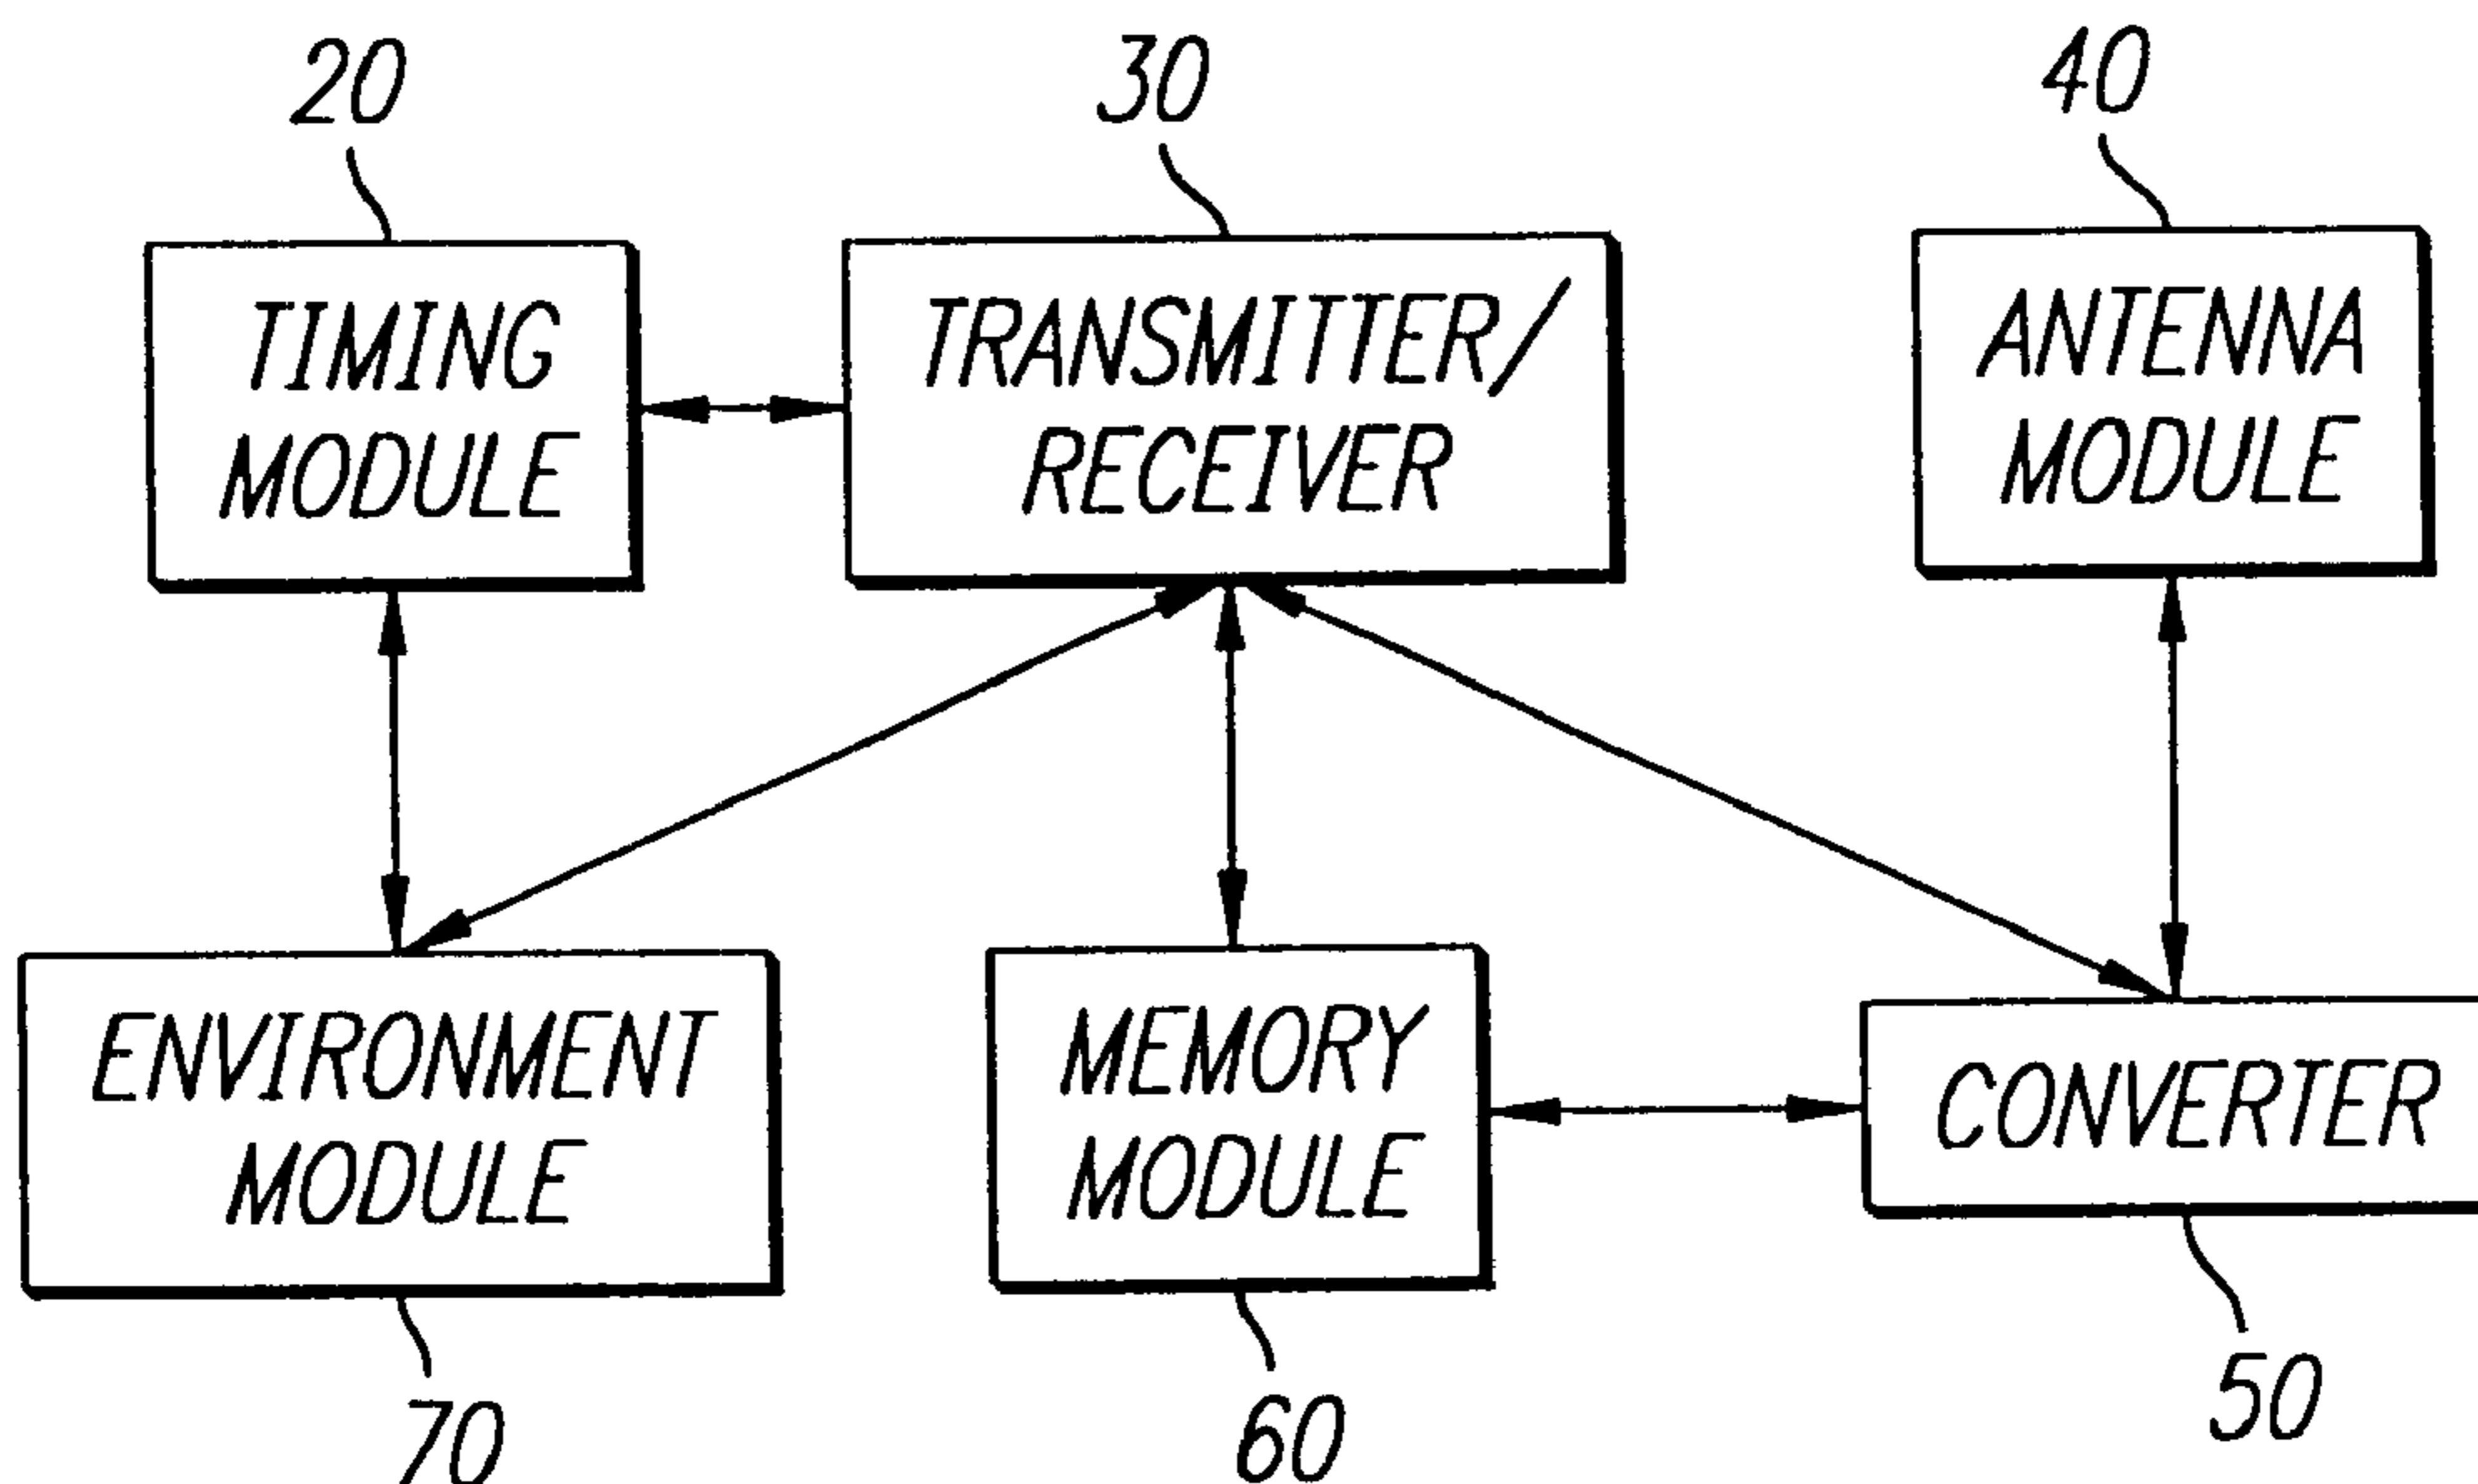 20
30
40
TIMING
MODULE
TRANSMITTER/
RECEIVER
ANTENNA
MODULE
ENVIRONMENT
MODULE
MEMORY
MODULE
CONVERTER
70
60
50